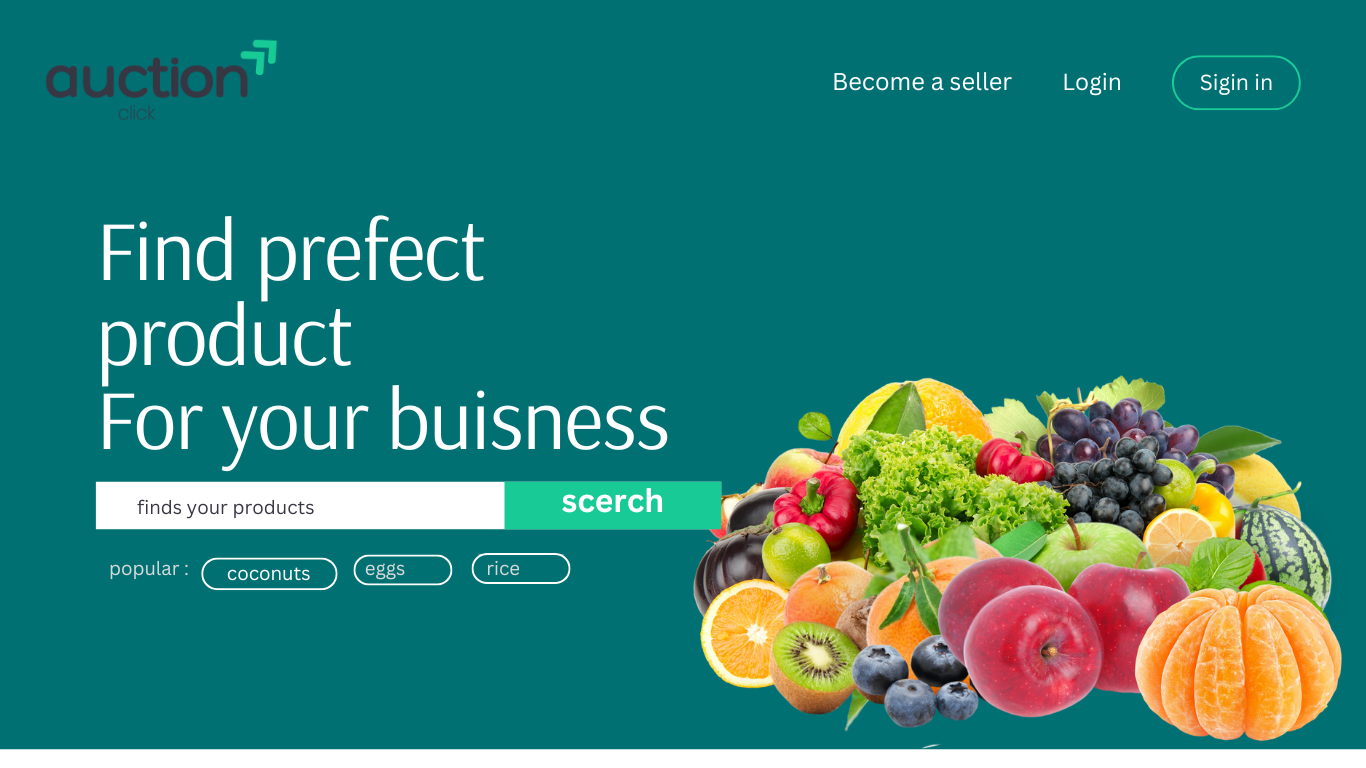 auction
click
Become a seller
Login
Sigin in
Find prefect
product
For your buisness
finds your products
scerch
popular :
coconuts
eggs
rice